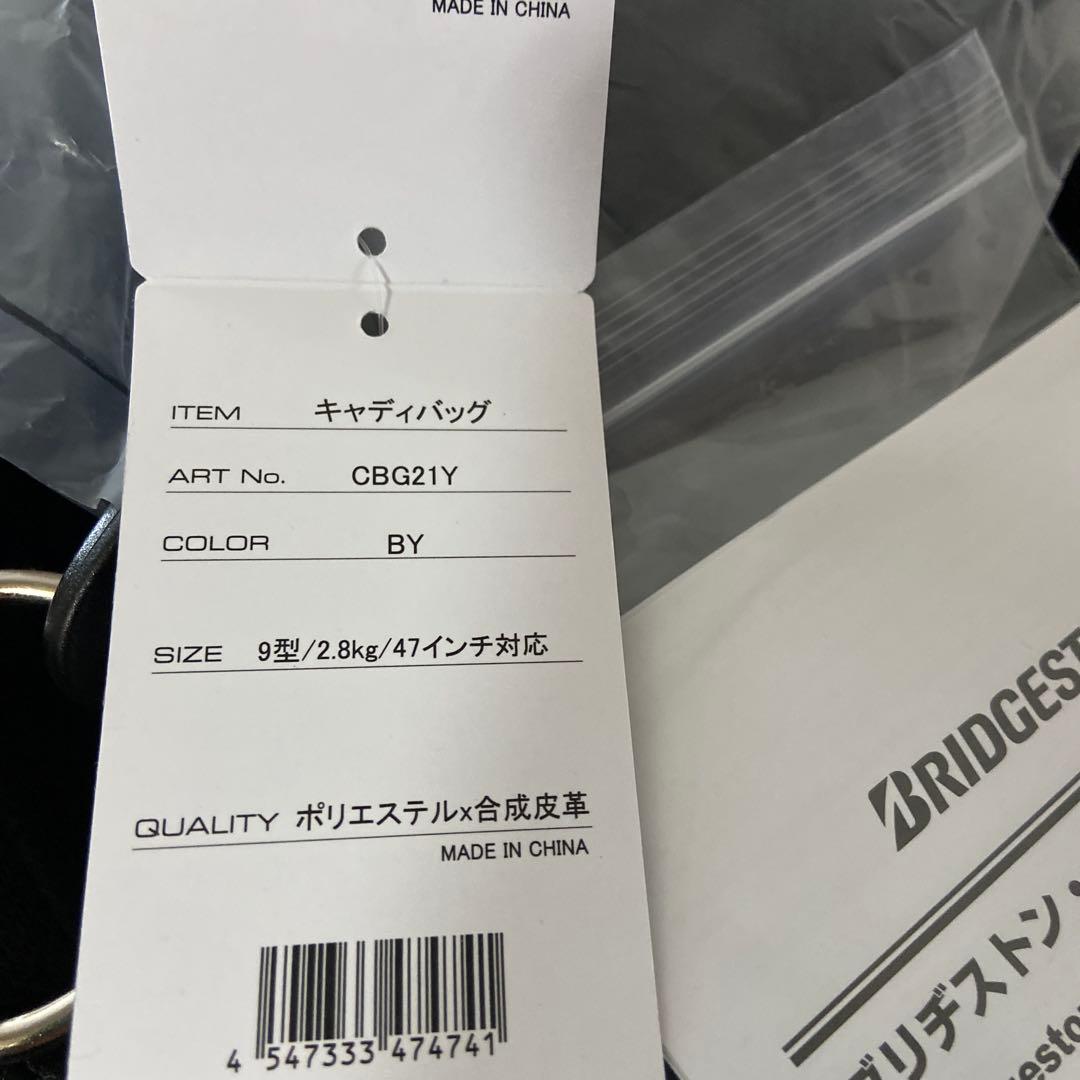 MADE IN CHINA
ITEM キャディバッグ
ART No. CBG21Y
COLOR BY
SIZE 9型/2.8kg/47インチ対応
QUALITY ポリエステルx合成皮革
MADE IN CHINA
4 547333 474741
BRIDGEST
ブリヂストン・
estor